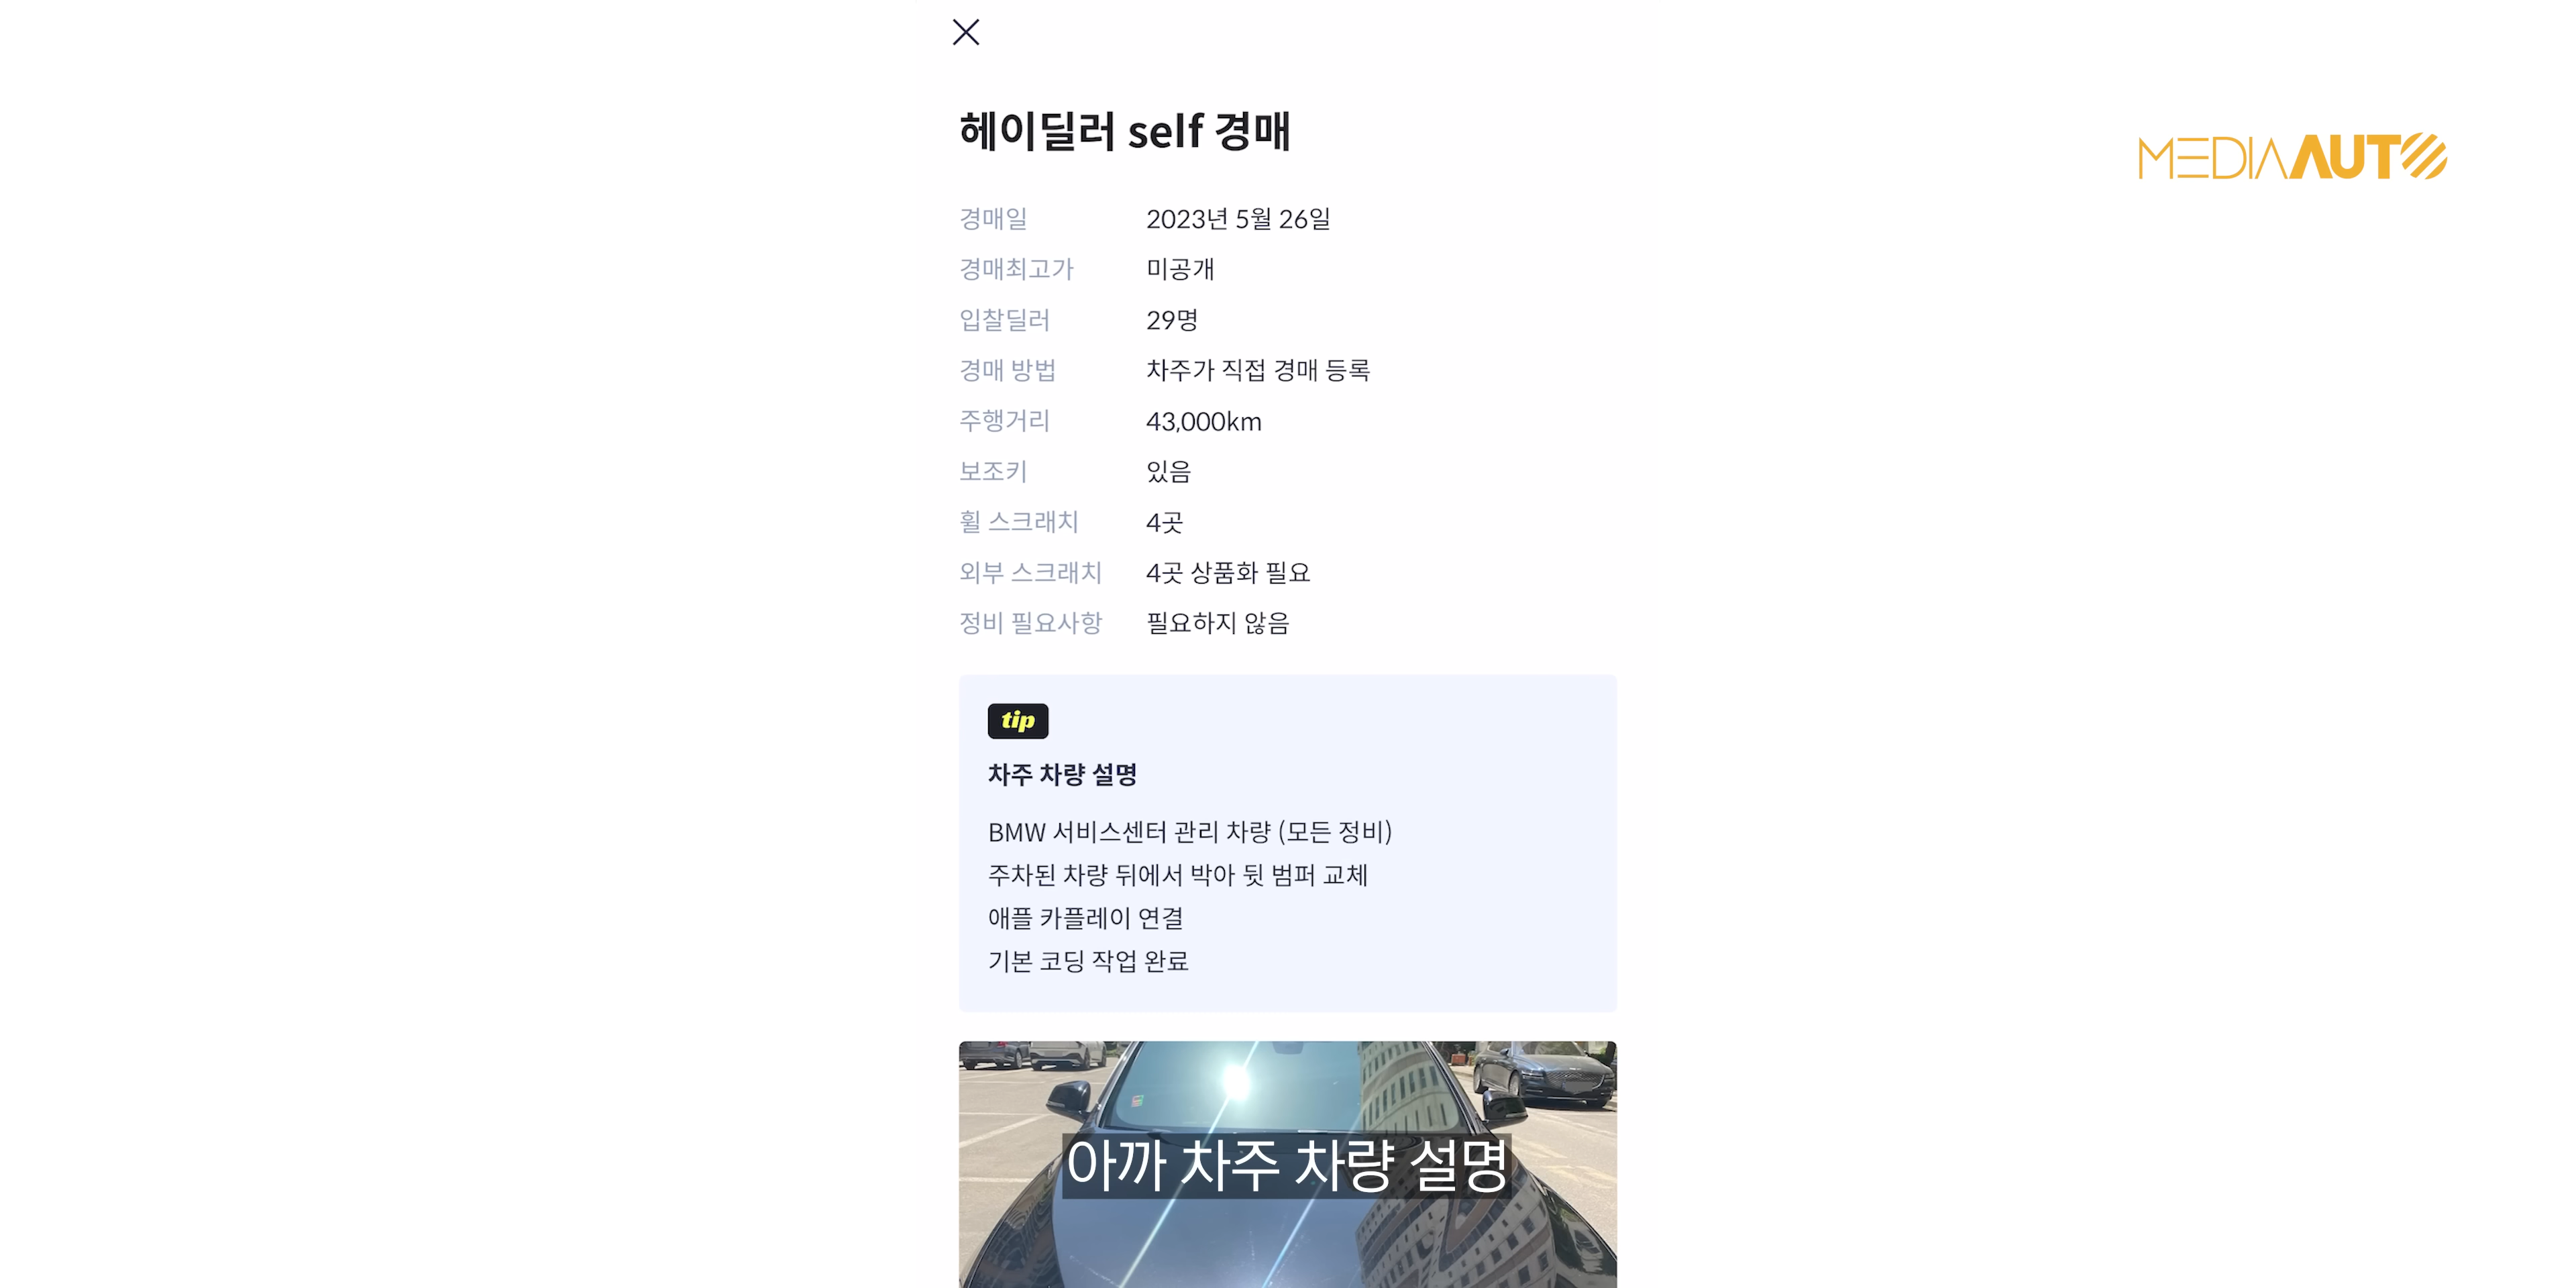 헤이딜러 self 경매
MEDIAAUTO
경매일 2023년 5월 26일
경매최고가 미공개
입찰딜러 29명
경매 방법 차주가 직접 경매 등록
주행거리 43,000km
보조키 있음
휠 스크래치 4곳
외부 스크래치 4곳 상품화 필요
정비 필요사항 필요하지 않음
tip
차주 차량 설명
BMW 서비스센터 관리 차량 (모든 정비)
주차된 차량 뒤에서 박아 뒷 범퍼 교체
애플 카플레이 연결
기본 코딩 작업 완료
아까 차주 차량 설명